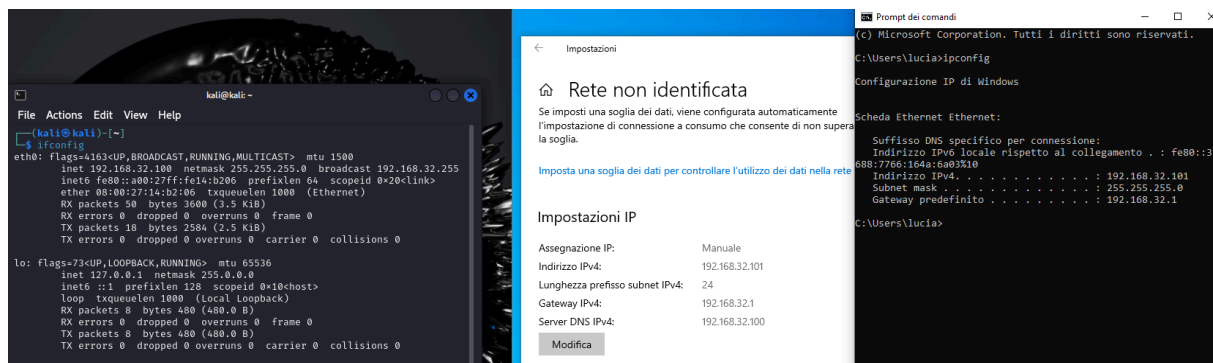 kali@kali: ~
File Actions Edit View Help
┌──(kali㉿kali)-[~]
└─$ ifconfig
eth0: flags=4163<UP,BROADCAST,RUNNING,MULTICAST> mtu 1500
inet 192.168.32.100 netmask 255.255.255.0 broadcast 192.168.32.255
inet6 fe80::a00:27ff:fe14:b206 prefixlen 64 scopeid 0×20<link>
ether 08:00:27:14:b2:06 txqueuelen 1000 (Ethernet)
RX packets 50 bytes 3600 (3.5 KiB)
RX errors 0 dropped 0 overruns 0 frame 0
TX packets 18 bytes 2584 (2.5 KiB)
TX errors 0 dropped 0 overruns 0 carrier 0 collisions 0
lo: flags=73<UP,LOOPBACK,RUNNING> mtu 65536
inet 127.0.0.1 netmask 255.0.0.0
inet6 ::1 prefixlen 128 scopeid 0×10<host>
loop txqueuelen 1000 (Local Loopback)
RX packets 8 bytes 480 (480.0 B)
RX errors 0 dropped 0 overruns 0 frame 0
TX packets 8 bytes 480 (480.0 B)
TX errors 0 dropped 0 overruns 0 carrier 0 collisions 0
Impostazioni
Rete non identificata
Se imposti una soglia dei dati, viene configurata automaticamente
l'impostazione di connessione a consumo che consente di non supera
la soglia.
Imposta una soglia dei dati per controllare l'utilizzo dei dati nella rete
Impostazioni IP
Assegnazione IP: Manuale
Indirizzo IPv4: 192.168.32.101
Lunghezza prefisso subnet IPv4: 24
Gateway IPv4: 192.168.32.1
Server DNS IPv4: 192.168.32.100
Modifica
Prompt dei comandi
(c) Microsoft Corporation. Tutti i diritti sono riservati.
C:\Users\lucia>ipconfig
Configurazione IP di Windows
Scheda Ethernet Ethernet:
Suffisso DNS specifico per connessione:
Indirizzo IPv6 locale rispetto al collegamento . : fe80::3
688:7766:164a:6a03%10
Indirizzo IPv4. . . . . . . . . . . . : 192.168.32.101
Subnet mask . . . . . . . . . . . . . : 255.255.255.0
Gateway predefinito . . . . . . . . . : 192.168.32.1
C:\Users\lucia>